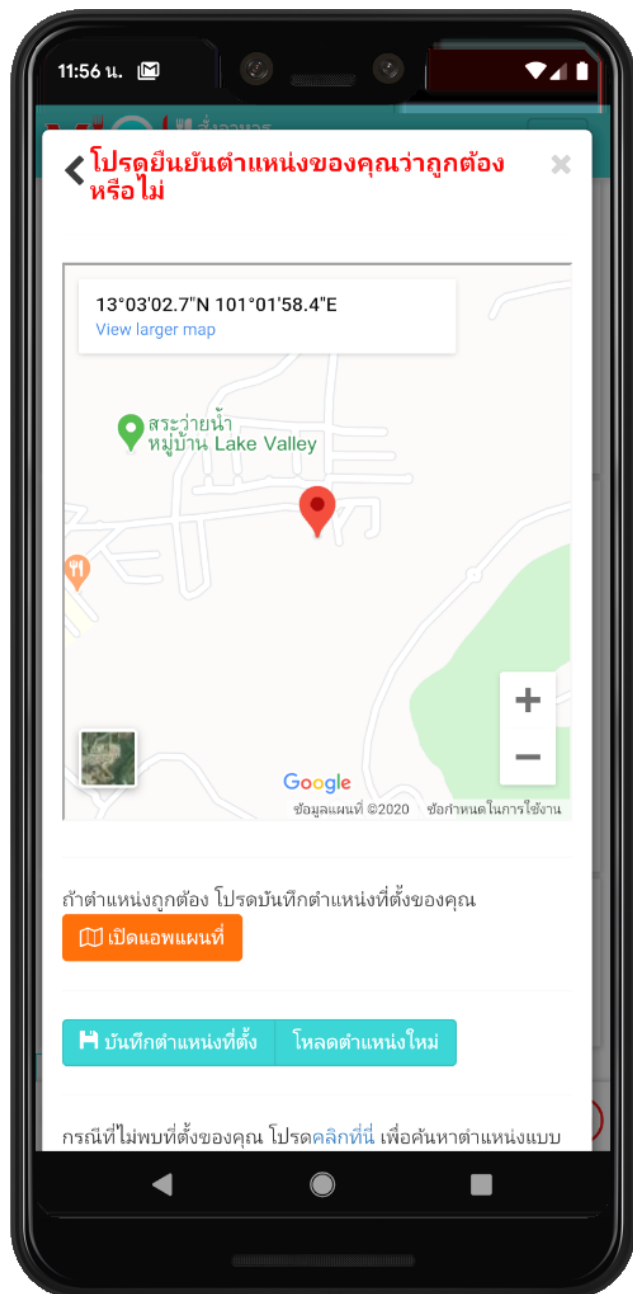 11:56 น.
สั่งอาหาร
โปรดยืนยันตำแหน่งของคุณว่าถูกต้อง
หรือไม่
13°03'02.7"N 101°01'58.4"E
View larger map
สระว่ายน้ำ
หมู่บ้าน Lake Valley
Google
ข้อมูลแผนที่ ©2020 ข้อกำหนดในการใช้งาน
ถ้าตำแหน่งถูกต้อง โปรดบันทึกตำแหน่งที่ตั้งของคุณ
เปิดแอพแผนที่
บันทึกตำแหน่งที่ตั้ง โหลดตำแหน่งใหม่
กรณีที่ไม่พบที่ตั้งของคุณ โปรดคลิกที่นี่ เพื่อค้นหาตำแหน่งแบบ